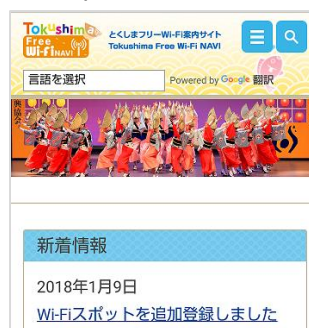 Tokushima
Free
Wi-Fi NAVI
とくしまフリーWi-Fi案内サイト
Tokushima Free Wi-Fi NAVI
言語を選択
Powered by Google 翻訳
新着情報
2018年1月9日
Wi-Fiスポットを追加登録しました